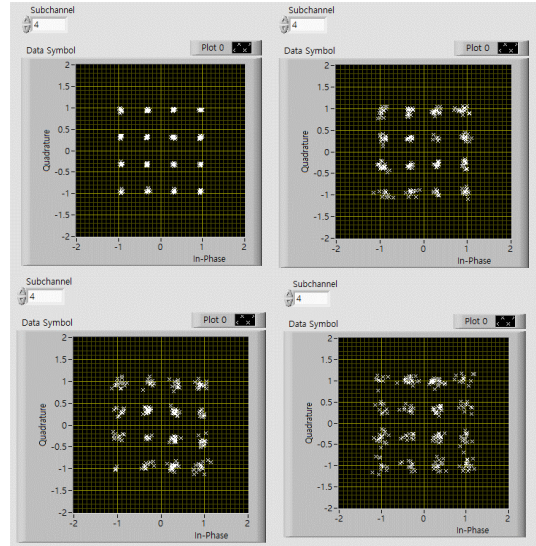 Subchannel
4
Data Symbol
Plot 0
2
1.5
1
0.5
0
-0.5
-1
-1.5
-2
Quadrature
-2 -1 0 1 2
In-Phase
Subchannel
4
Data Symbol
Plot 0
2
1.5
1
0.5
0
-0.5
-1
-1.5
-2
Quadrature
-2 -1 0 1 2
In-Phase
Subchannel
4
Data Symbol
Plot 0
2
1.5
1
0.5
0
-0.5
-1
-1.5
-2
Quadrature
-2 -1 0 1 2
In-Phase
Subchannel
4
Data Symbol
Plot 0
2
1.5
1
0.5
0
-0.5
-1
-1.5
-2
Quadrature
-2 -1 0 1 2
In-Phase